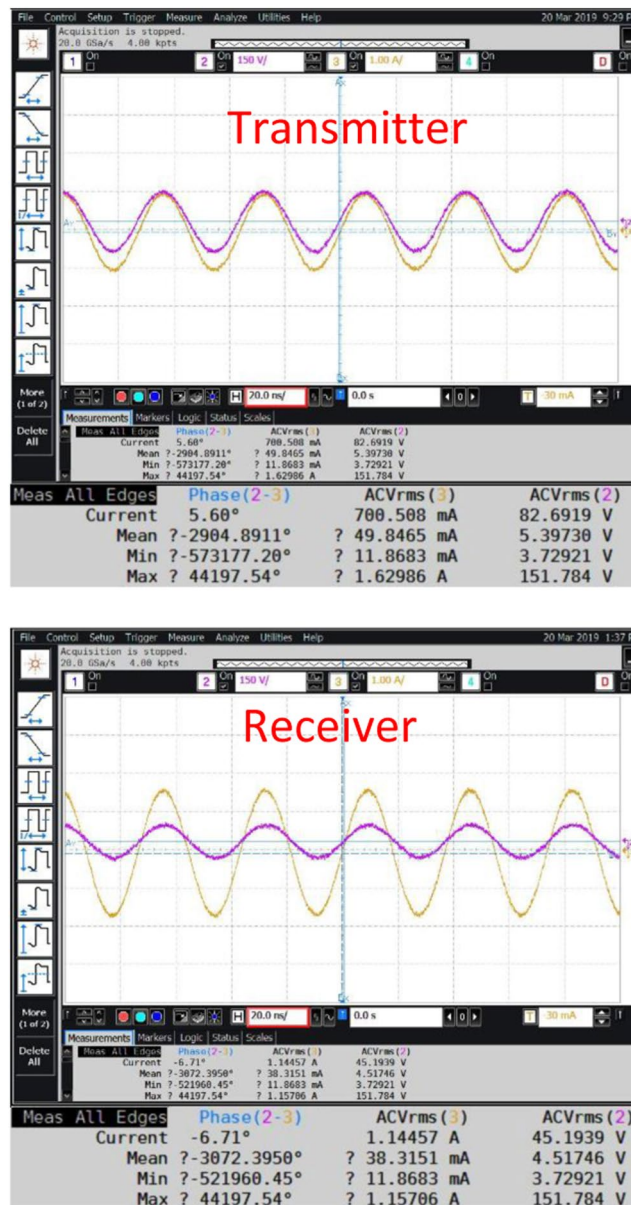 File Control Setup Trigger Measure Analyze Utilities Help 20 Mar 2019 9:29 P
Acquisition is stopped.
20.0 GSa/s 4.00 kpts
1 On 2 On 150 V/ 3 On 1.00 A/ 4 On D On
Transmitter
More
(1 of 2)
Delete
All
H 20.0 ns/ 0.0 s 0 T -30 mA
Measurements Markers Logic Status Scales
Meas All Edges Phase(2-3) ACVrms(3) ACVrms(2)
Current 5.60° 700.508 mA 82.6919 V
Mean ?-2904.8911° ? 49.8465 mA 5.39730 V
Min ?-573177.20° ? 11.8683 mA 3.72921 V
Max ? 44197.54° ? 1.62986 A 151.784 V
Meas All Edges Phase(2-3) ACVrms(3) ACVrms(2)
Current 5.60° 700.508 mA 82.6919 V
Mean ?-2904.8911° ? 49.8465 mA 5.39730 V
Min ?-573177.20° ? 11.8683 mA 3.72921 V
Max ? 44197.54° ? 1.62986 A 151.784 V
File Control Setup Trigger Measure Analyze Utilities Help 20 Mar 2019 1:37 P
Acquisition is stopped.
20.0 GSa/s 4.00 kpts
1 On 2 On 150 V/ 3 On 1.00 A/ 4 On D On
Receiver
More
(1 of 2)
Delete
All
H 20.0 ns/ 0.0 s 0 T 30 mA
Measurements Markers Logic Status Scales
Meas All Edges Phase(2-3) ACVrms(3) ACVrms(2)
Current -6.71° 1.14457 A 45.1939 V
Mean ?-3072.3950° ? 38.3151 mA 4.51746 V
Min ?-521960.45° ? 11.8683 mA 3.72921 V
Max ? 44197.54° ? 1.15706 A 151.784 V
Meas All Edges Phase(2-3) ACVrms(3) ACVrms(2)
Current -6.71° 1.14457 A 45.1939 V
Mean ?-3072.3950° ? 38.3151 mA 4.51746 V
Min ?-521960.45° ? 11.8683 mA 3.72921 V
Max ? 44197.54° ? 1.15706 A 151.784 V